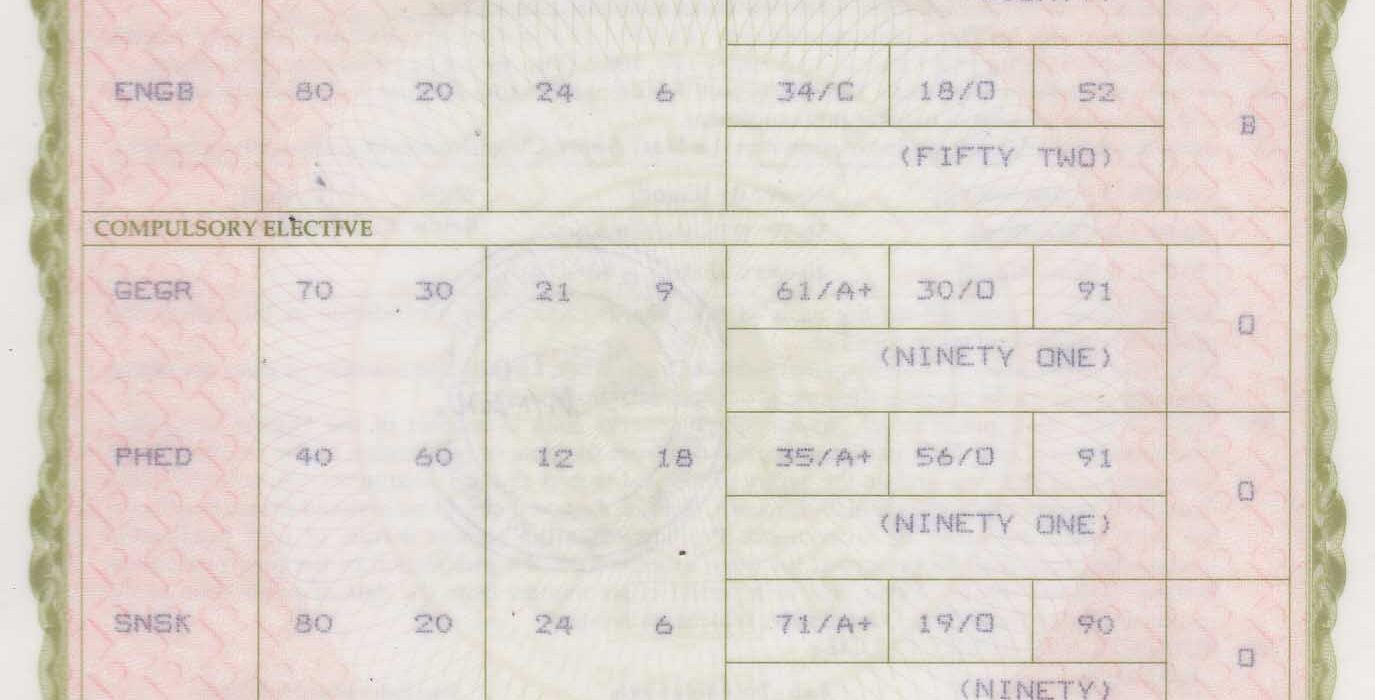 ENGB 80 20 24 6 34/C 18/O 52
B
(FIFTY TWO)
COMPULSORY ELECTIVE
GEGR 70 30 21 9 61/A+ 30/O 91
O
(NINETY ONE)
PHED 40 60 12 18 35/A+ 56/O 91
O
(NINETY ONE)
SNSK 80 20 24 6 71/A+ 19/O 90
O
(NINETY)